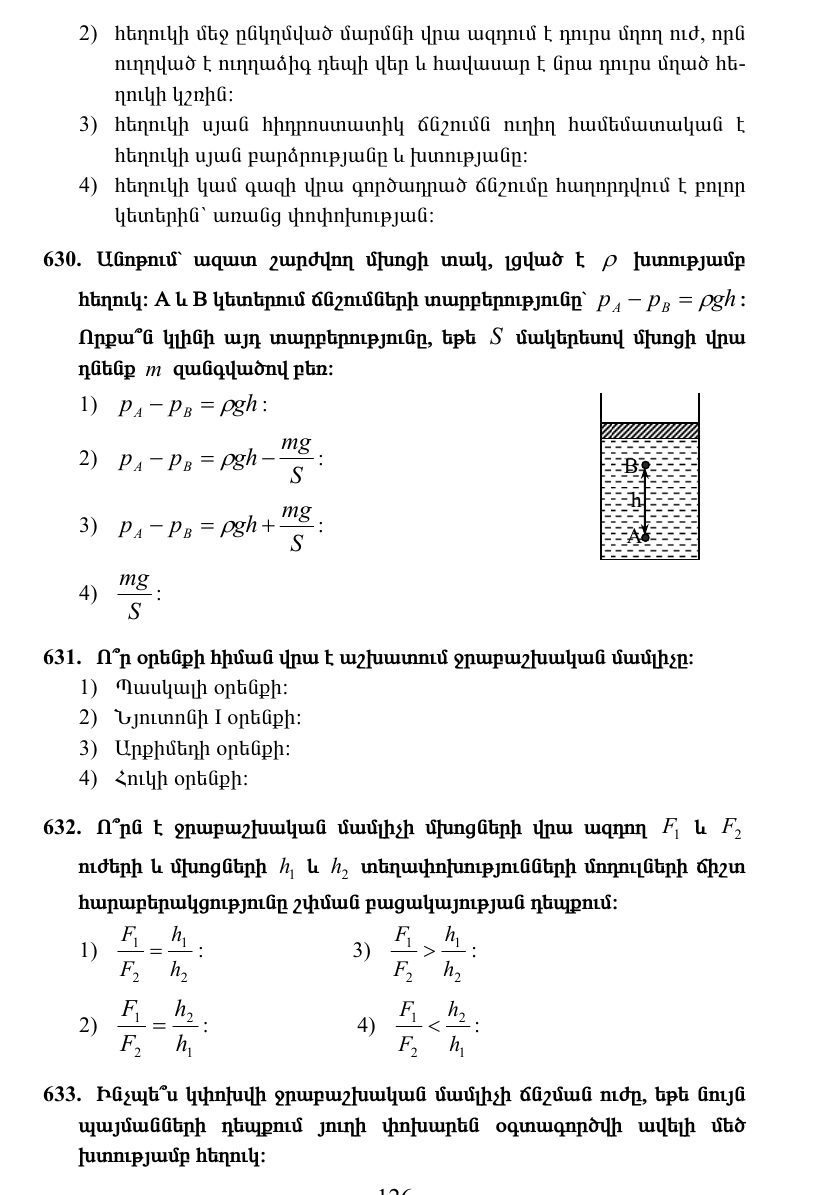 2) հեղուկի մեջ ընկղմված մարմնի վրա ազդում է դուրս մղող ուժ, որն
ուղղված է ուղղաձիգ դեպի վեր և հավասար է նրա դուրս մղած հե-
ղուկի կշռին:
3) հեղուկի սյան հիդրոստատիկ ճնշումն ուղիղ համեմատական է
հեղուկի սյան բարձրությանը և խտությանը:
4) հեղուկի կամ գազի վրա գործադրած ճնշումը հաղորդվում է բոլոր
կետերին՝ առանց փոփոխության:
630. Անոթում՝ ազատ շարժվող մխոցի տակ, լցված է ρ խտությամբ
հեղուկ: A և B կետերում ճնշումների տարբերությունը՝ p_A − p_B = ρgh :
Որքա՞ն կլինի այդ տարբերությունը, եթե S մակերեսով մխոցի վրա
դնենք m զանգվածով բեռ:
1) p_A − p_B = ρgh :
2) p_A − p_B = ρgh − mg/S :
3) p_A − p_B = ρgh + mg/S :
4) mg/S :
B
h
A
631. Ո՞ր օրենքի հիման վրա է աշխատում ջրաբաշխական մամլիչը:
1) Պասկալի օրենքի:
2) Նյուտոնի I օրենքի:
3) Արքիմեդի օրենքի:
4) Հուկի օրենքի:
632. Ո՞րն է ջրաբաշխական մամլիչի մխոցների վրա ազդող F₁ և F₂
ուժերի և մխոցների h₁ և h₂ տեղափոխությունների մոդուլների ճիշտ
հարաբերակցությունը շփման բացակայության դեպքում:
1) F₁/F₂ = h₁/h₂ : 3) F₁/F₂ > h₁/h₂ :
2) F₁/F₂ = h₂/h₁ : 4) F₁/F₂ < h₂/h₁ :
633. Ինչպե՞ս կփոխվի ջրաբաշխական մամլիչի ճնշման ուժը, եթե նույն
պայմանների դեպքում յուղի փոխարեն օգտագործվի ավելի մեծ
խտությամբ հեղուկ:
126